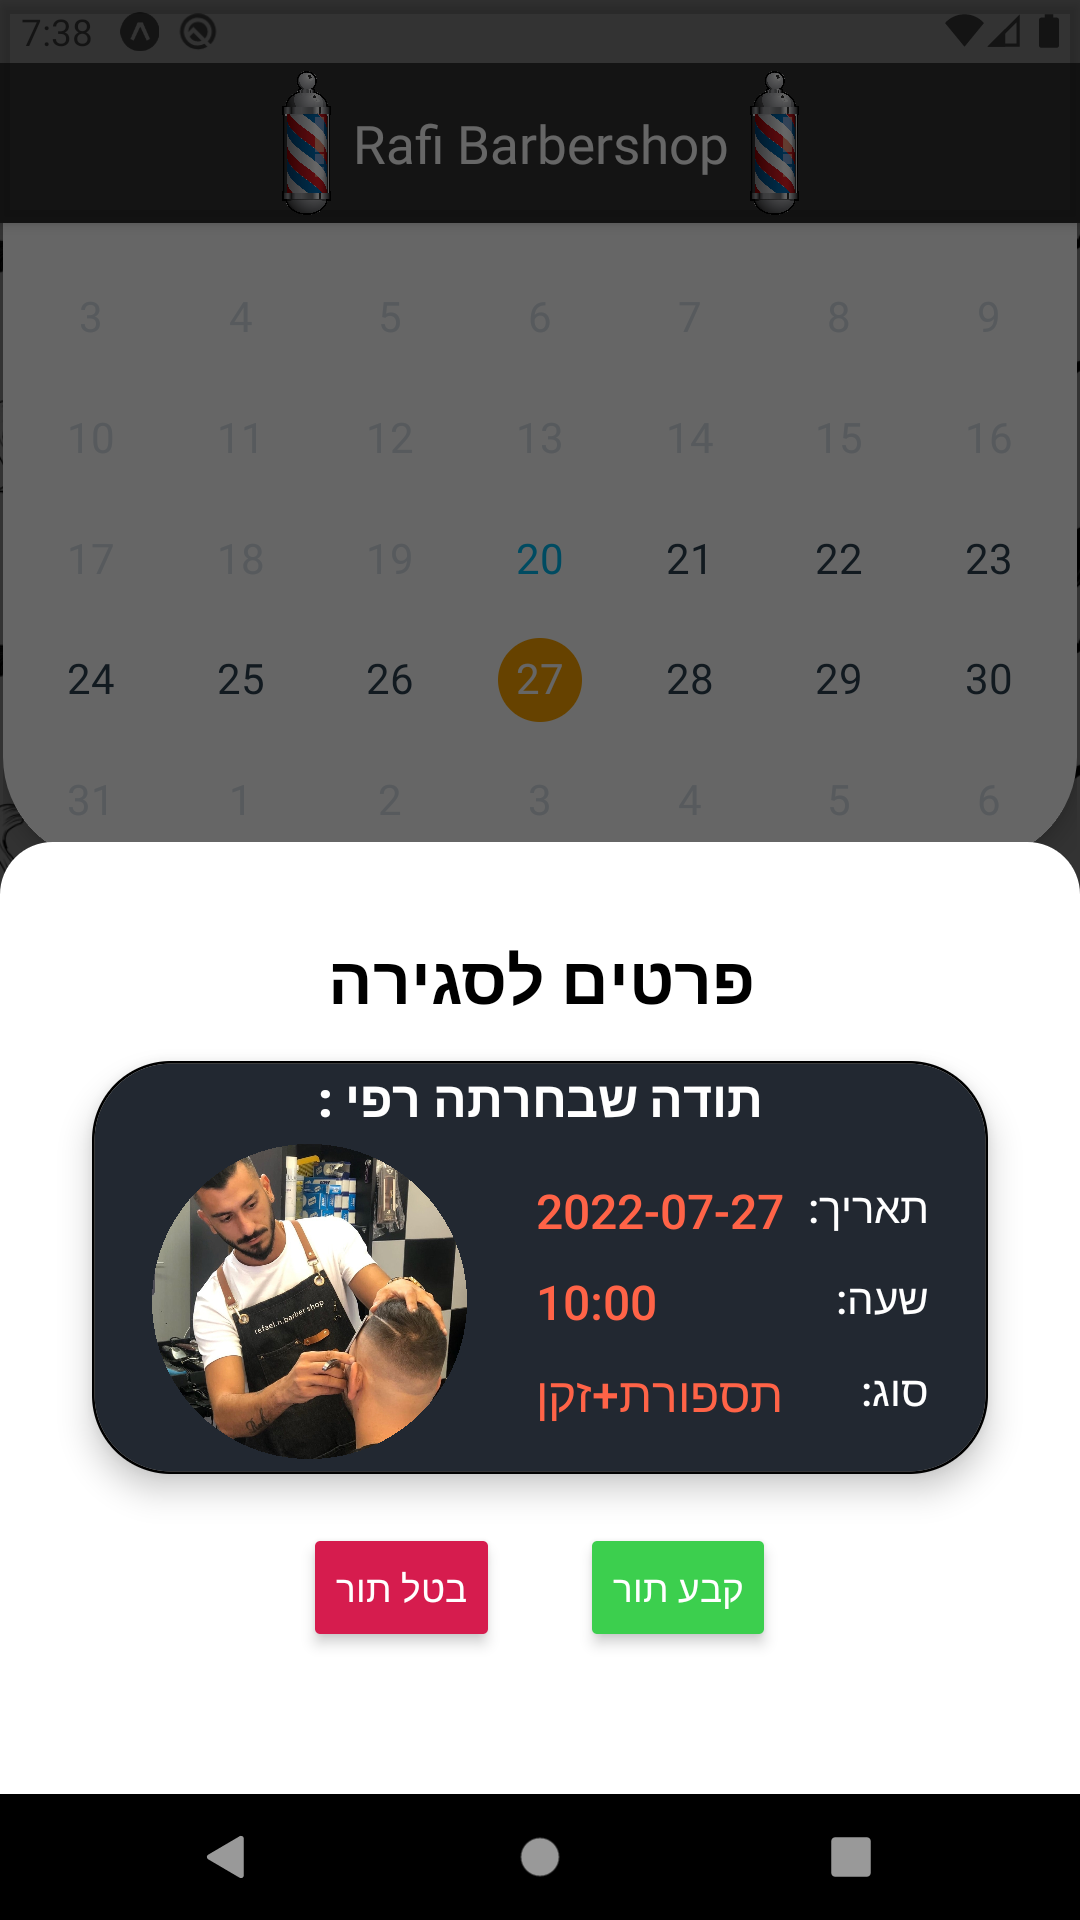 7:38
Rafi Barbershop
3 4 5 6 7 8 9
10 11 12 13 14 15 16
17 18 19 20 21 22 23
24 25 26 27 28 29 30
31 1 2 3 4 5 6
פרטים לסגירה
תודה שבחרתה רפי :
תאריך: 2022-07-27
שעה: 10:00
סוג: תספורת+זקן
refael.n.barber shop
קבע תור
בטל תור